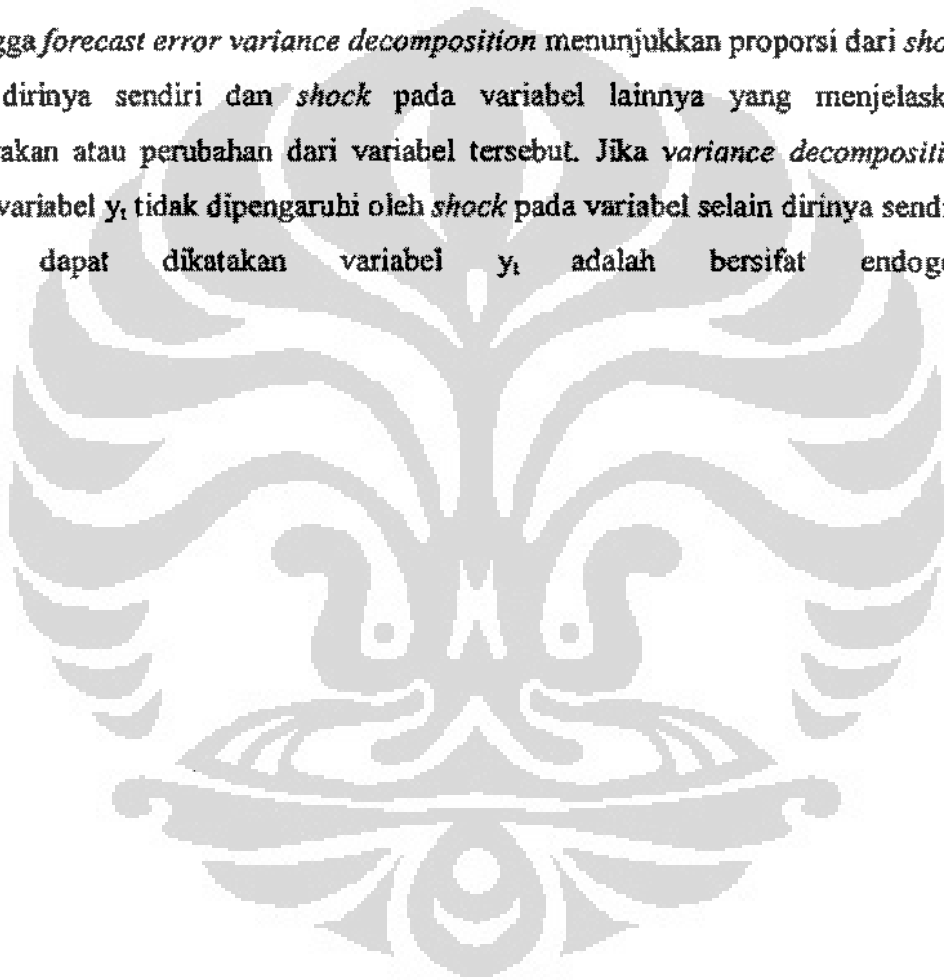 gga forecast error variance decomposition menunjukkan proporsi dari sho
dirinya sendiri dan shock pada variabel lainnya yang menjelask
akan atau perubahan dari variabel tersebut. Jika variance decompositi
variabel yt tidak dipengaruhi oleh shock pada variabel selain dirinya sendi
dapat dikatakan variabel yt adalah bersifat endog